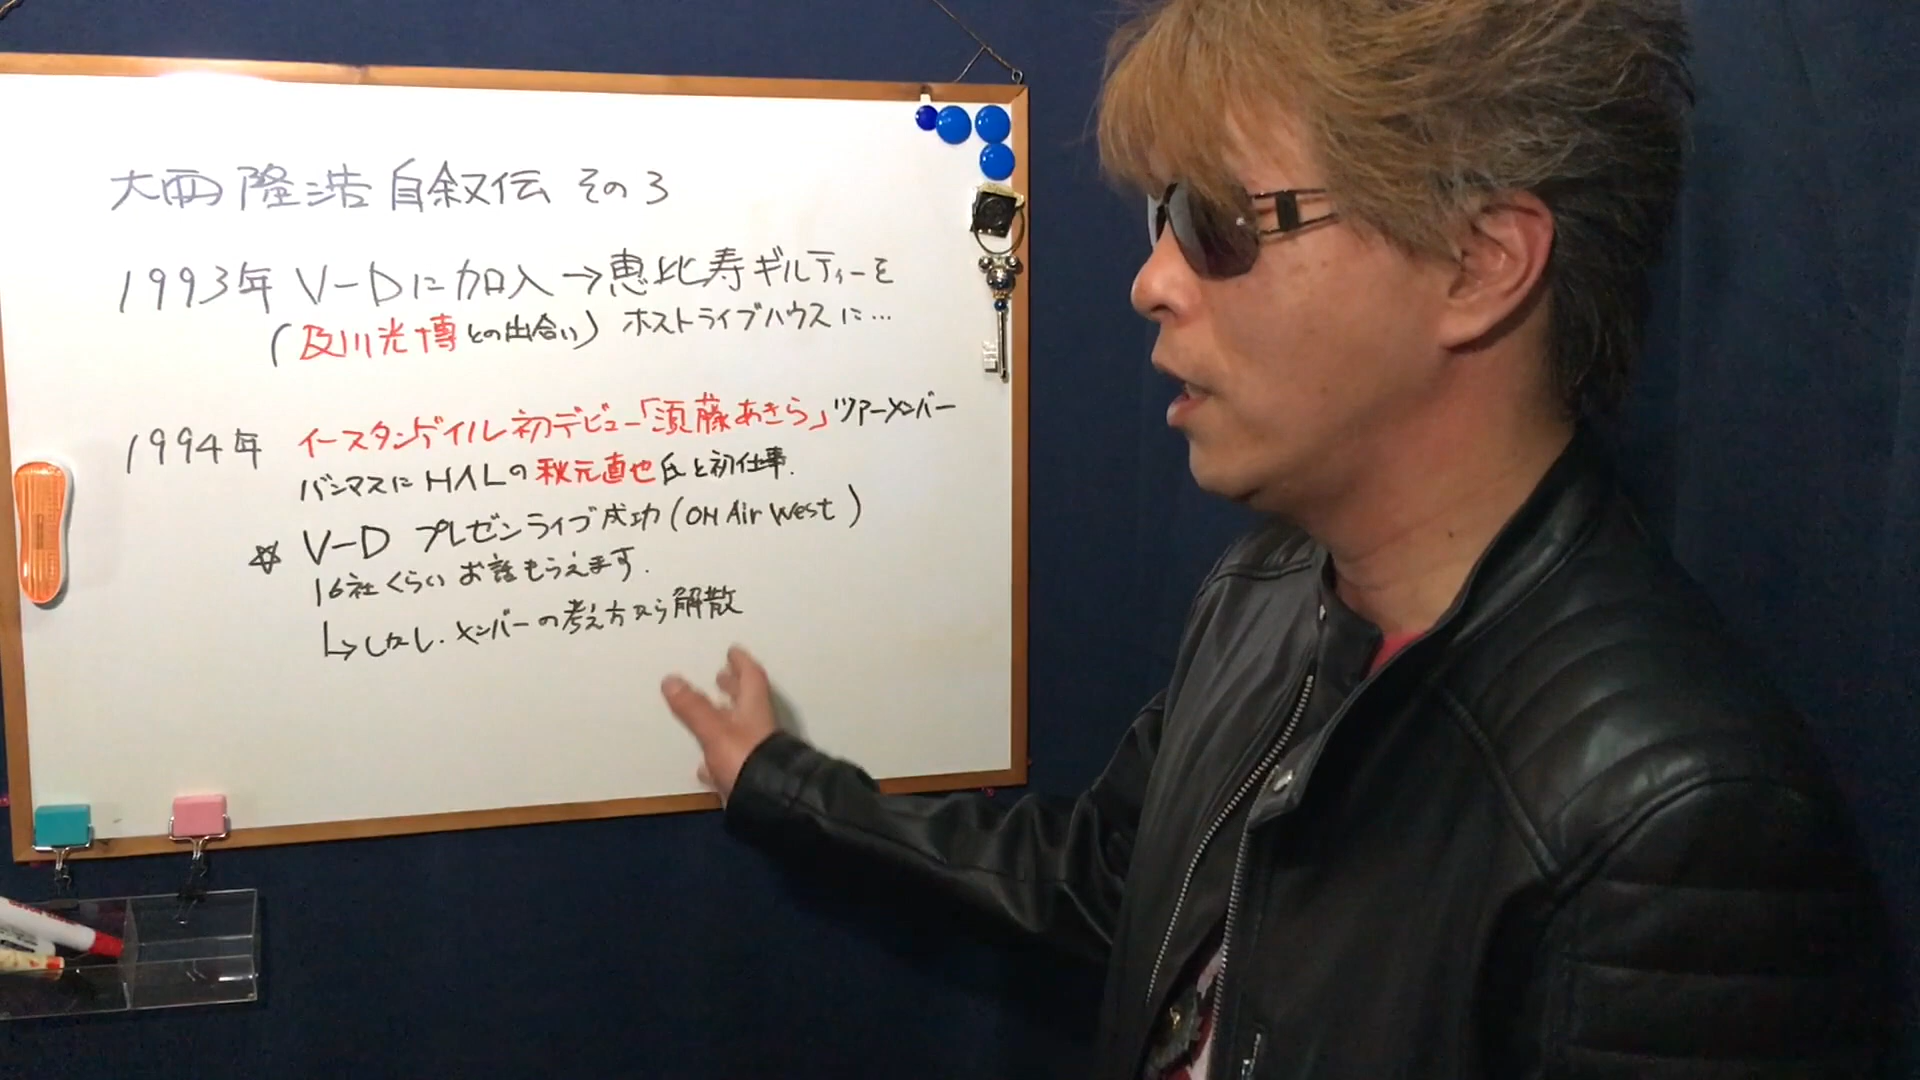 大西隆浩自叙伝 その3
1993年 V-Dに加入→恵比寿ギルティーを
(及川光博との出合い) ホストライブハウスに…
1994年 イースタンゲイル初デビュー「須藤あきら」ツアーメンバー
バンマスにHALの秋元直也氏と初仕事.
☆ V-D プレゼンライブ成功(ON Air West)
16社くらいお話もらえます.
↳しかし.メンバーの考え方から解散